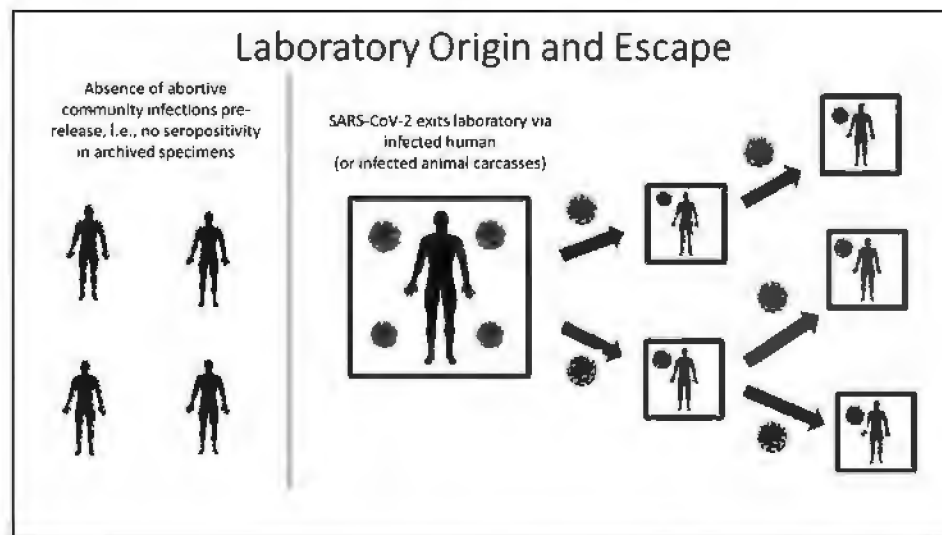 Laboratory Origin and Escape
Absence of abortive
community infections pre-
release, i.e., no seropositivity
in archived specimens
SARS-CoV-2 exits laboratory via
infected human
(or infected animal carcasses)